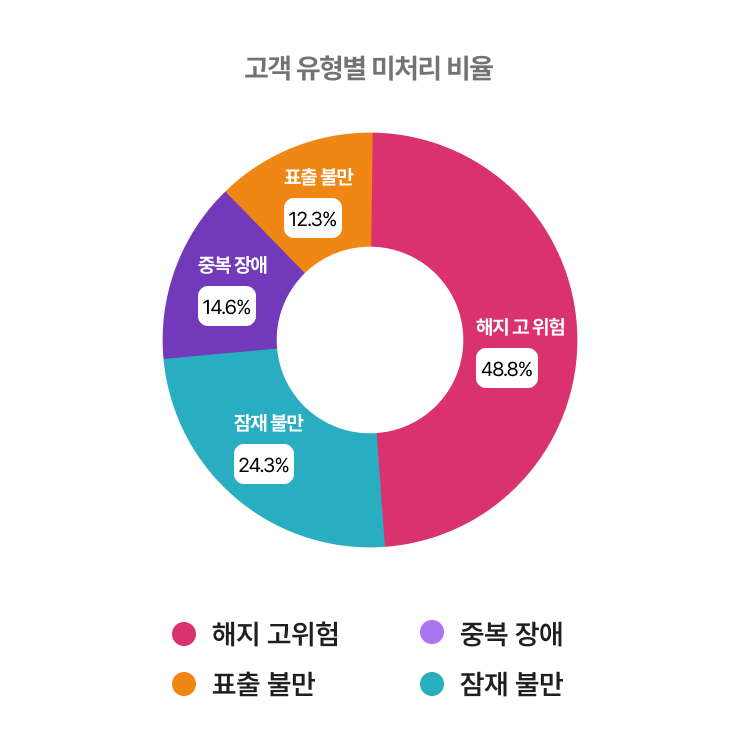 고객 유형별 미처리 비율
표출 불만
12.3%
중복 장애
14.6%
해지 고 위험
48.8%
잠재 불만
24.3%
해지 고위험
중복 장애
표출 불만
잠재 불만